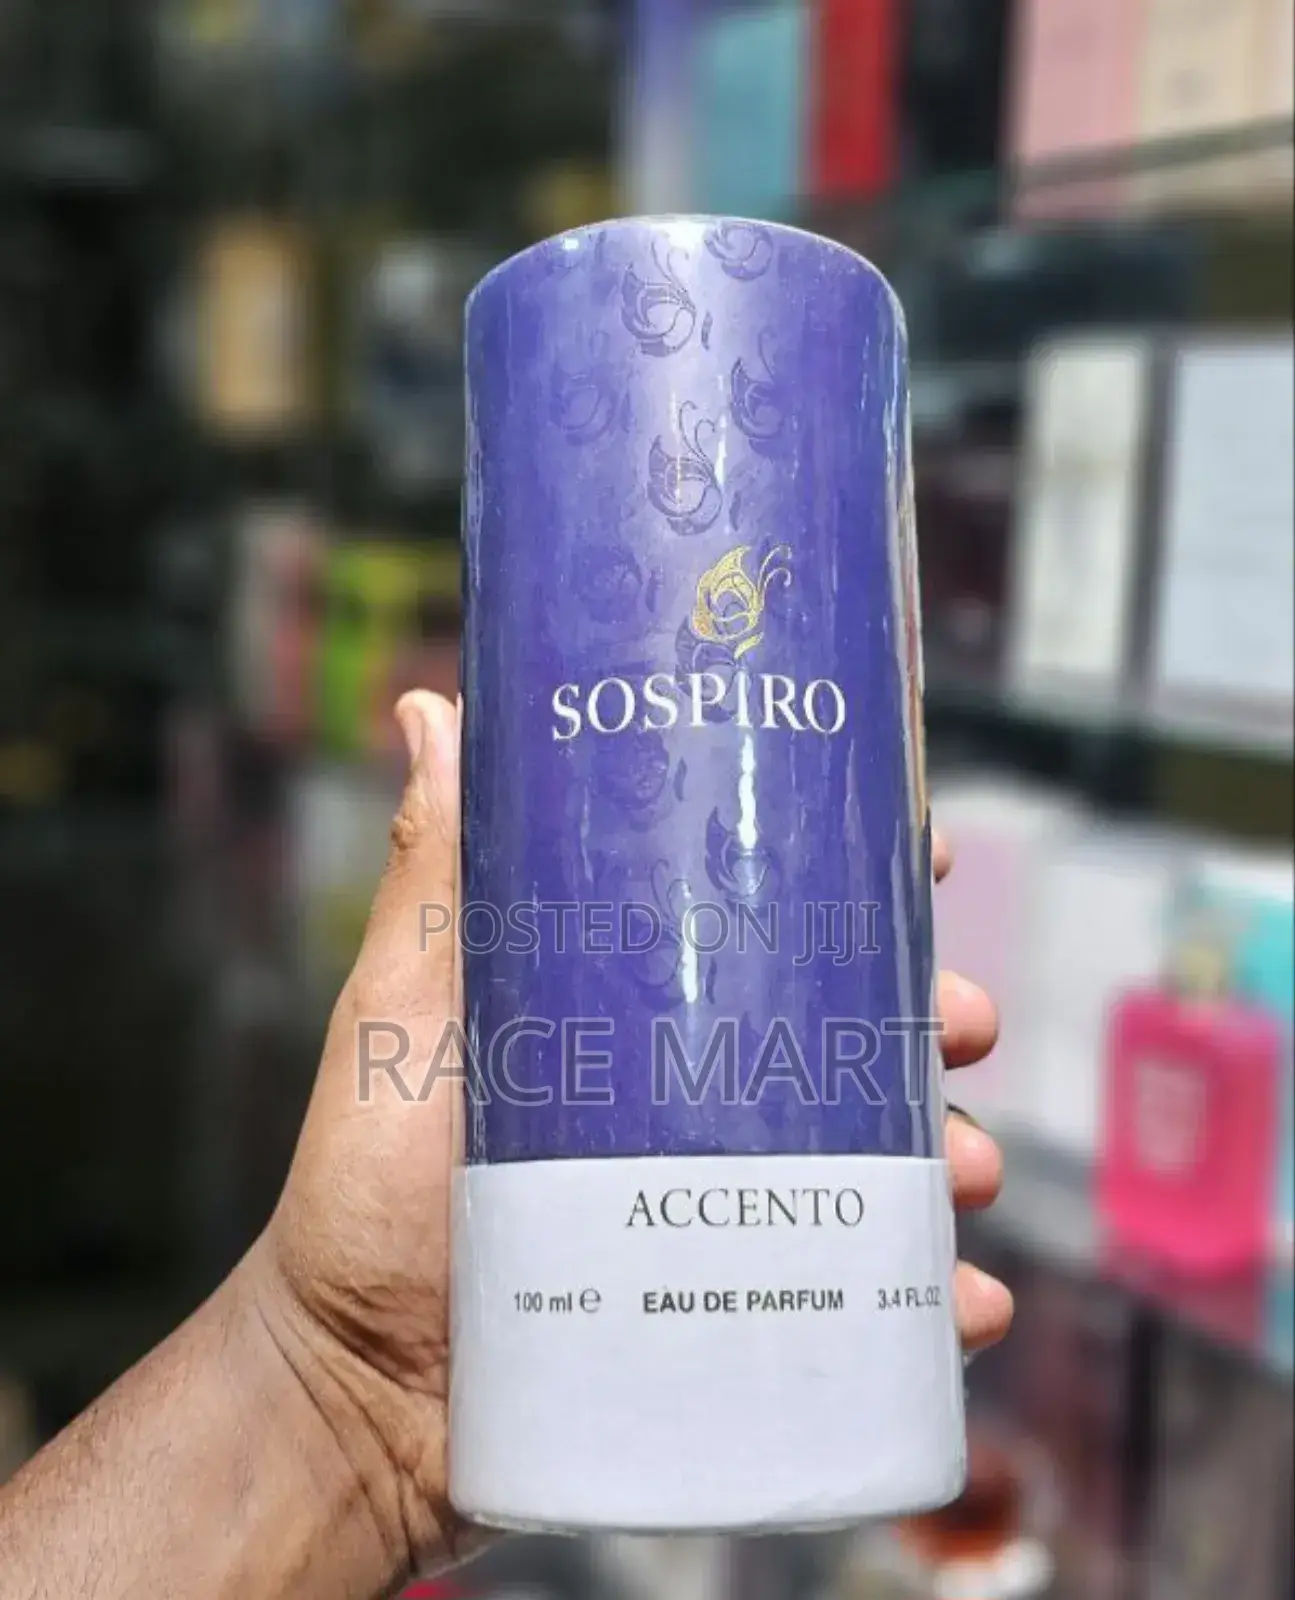 SOSPIRO
POSTED ON JIJI
RACE MART
ACCENTO
100 ml ℮ EAU DE PARFUM 3.4 FL.OZ